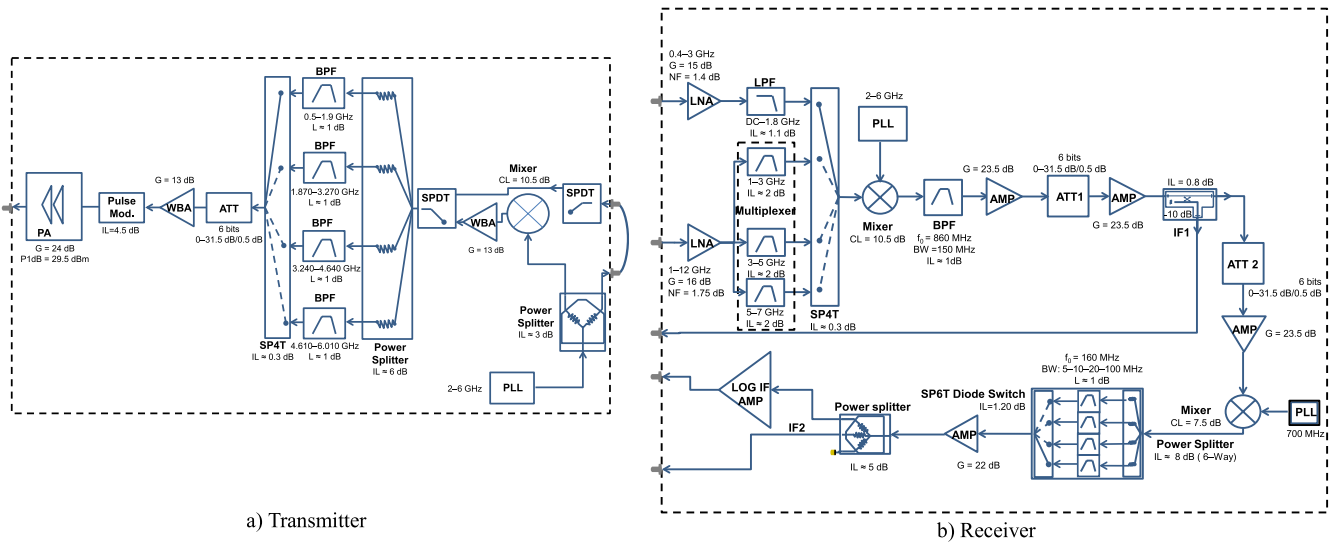 BPF
0.5-1.9 GHz
L ≈ 1 dB
BPF
1.870-3.270 GHz
L ≈ 1 dB
BPF
3.240-4.640 GHz
L ≈ 1 dB
BPF
4.610-6.010 GHz
L ≈ 1 dB
PA
G = 24 dB
P1dB = 29.5 dBm
Pulse
Mod.
IL=4.5 dB
G = 13 dB
WBA
ATT
6 bits
0–31.5 dB/0.5 dB
SP4T
IL ≈ 0.3 dB
Power
Splitter
IL ≈ 6 dB
SPDT
WBA
G = 13 dB
Mixer
CL = 10.5 dB
SPDT
Power
Splitter
IL ≈ 3 dB
2–6 GHz
PLL
a) Transmitter
0.4–3 GHz
G = 15 dB
NF = 1.4 dB
LNA
LPF
DC–1.8 GHz
IL ≈ 1.1 dB
1–3 GHz
IL ≈ 2 dB
Multiplexer
3–5 GHz
IL ≈ 2 dB
5–7 GHz
IL ≈ 2 dB
LNA
1–12 GHz
G = 16 dB
NF = 1.75 dB
SP4T
IL ≈ 0.3 dB
2–6 GHz
PLL
Mixer
CL = 10.5 dB
BPF
f0 = 860 MHz
BW =150 MHz
IL ≈ 1dB
G = 23.5 dB
AMP
6 bits
0–31.5 dB/0.5 dB
ATT1
AMP
G = 23.5 dB
IL = 0.8 dB
-10 dB
IF1
ATT 2
6 bits
0–31.5 dB/0.5 dB
AMP
G = 23.5 dB
Mixer
CL = 7.5 dB
PLL
700 MHz
Power Splitter
IL ≈ 8 dB ( 6–Way)
f0 = 160 MHz
BW: 5-10-20-100 MHz
L ≈ 1 dB
SP6T Diode Switch
IL=1.20 dB
AMP
G = 22 dB
Power splitter
IL ≈ 5 dB
LOG IF
AMP
IF2
b) Receiver